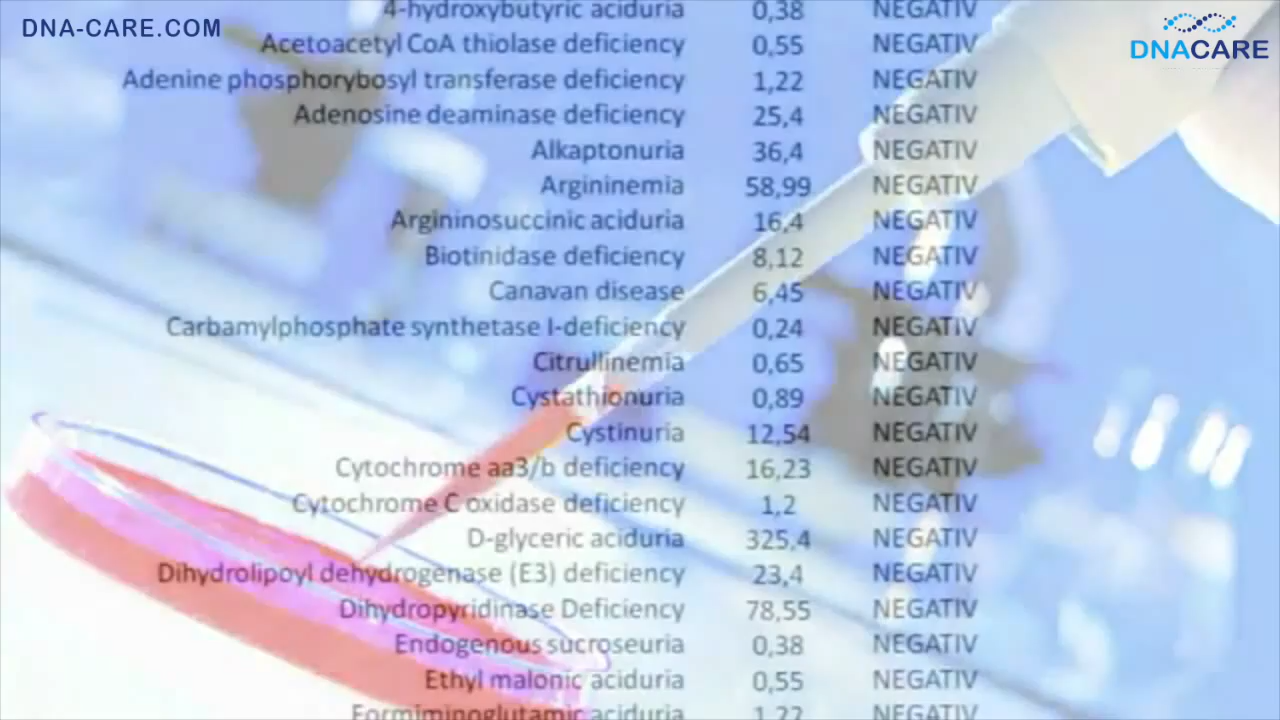 DNA-CARE.COM
DNACARE
4-hydroxybutyric aciduria 0,38 NEGATIV
Acetoacetyl CoA thiolase deficiency 0,55 NEGATIV
Adenine phosphorybosyl transferase deficiency 1,22 NEGATIV
Adenosine deaminase deficiency 25,4 NEGATIV
Alkaptonuria 36,4 NEGATIV
Argininemia 58,99 NEGATIV
Argininosuccinic aciduria 16,4 NEGATIV
Biotinidase deficiency 8,12 NEGATIV
Canavan disease 6,45 NEGATIV
Carbamylphosphate synthetase I-deficiency 0,24 NEGATIV
Citrullinemia 0,65 NEGATIV
Cystathionuria 0,89 NEGATIV
Cystinuria 12,54 NEGATIV
Cytochrome aa3/b deficiency 16,23 NEGATIV
Cytochrome C oxidase deficiency 1,2 NEGATIV
D-glyceric aciduria 325,4 NEGATIV
Dihydrolipoyl dehydrogenase (E3) deficiency 23,4 NEGATIV
Dihydropyridinase Deficiency 78,55 NEGATIV
Endogenous sucroseuria 0,38 NEGATIV
Ethyl malonic aciduria 0,55 NEGATIV
Formiminoglutamic aciduria 1,22 NEGATIV